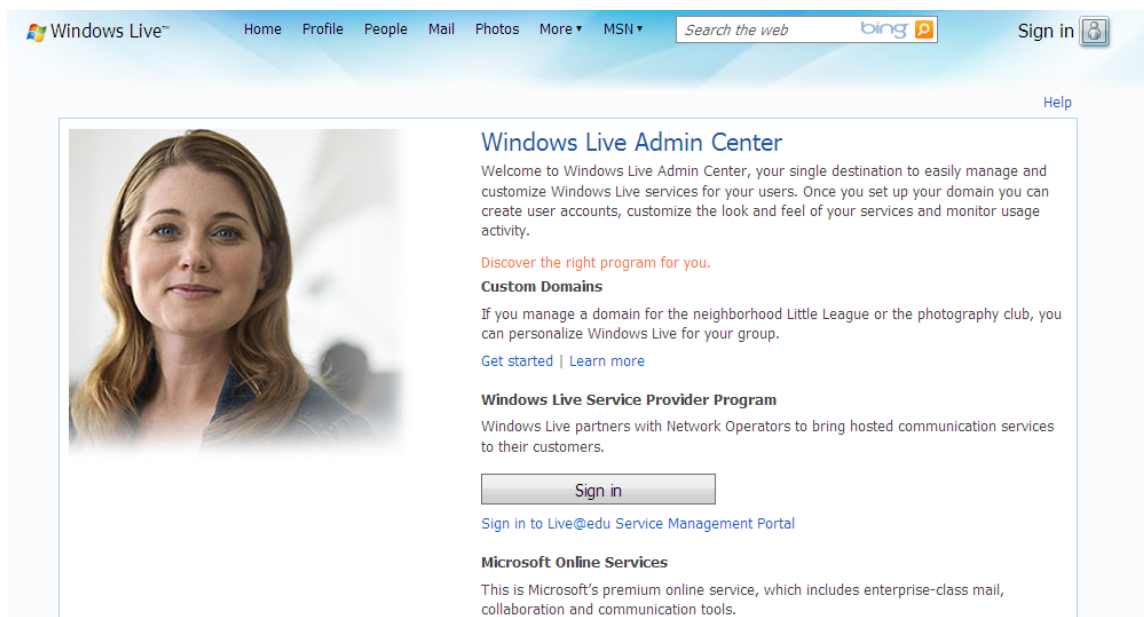 Windows Live™ Home Profile People Mail Photos More ▾ MSN ▾ Search the web bing Sign in
Help
Windows Live Admin Center
Welcome to Windows Live Admin Center, your single destination to easily manage and
customize Windows Live services for your users. Once you set up your domain you can
create user accounts, customize the look and feel of your services and monitor usage
activity.
Discover the right program for you.
Custom Domains
If you manage a domain for the neighborhood Little League or the photography club, you
can personalize Windows Live for your group.
Get started | Learn more
Windows Live Service Provider Program
Windows Live partners with Network Operators to bring hosted communication services
to their customers.
Sign in
Sign in to Live@edu Service Management Portal
Microsoft Online Services
This is Microsoft's premium online service, which includes enterprise-class mail,
collaboration and communication tools.